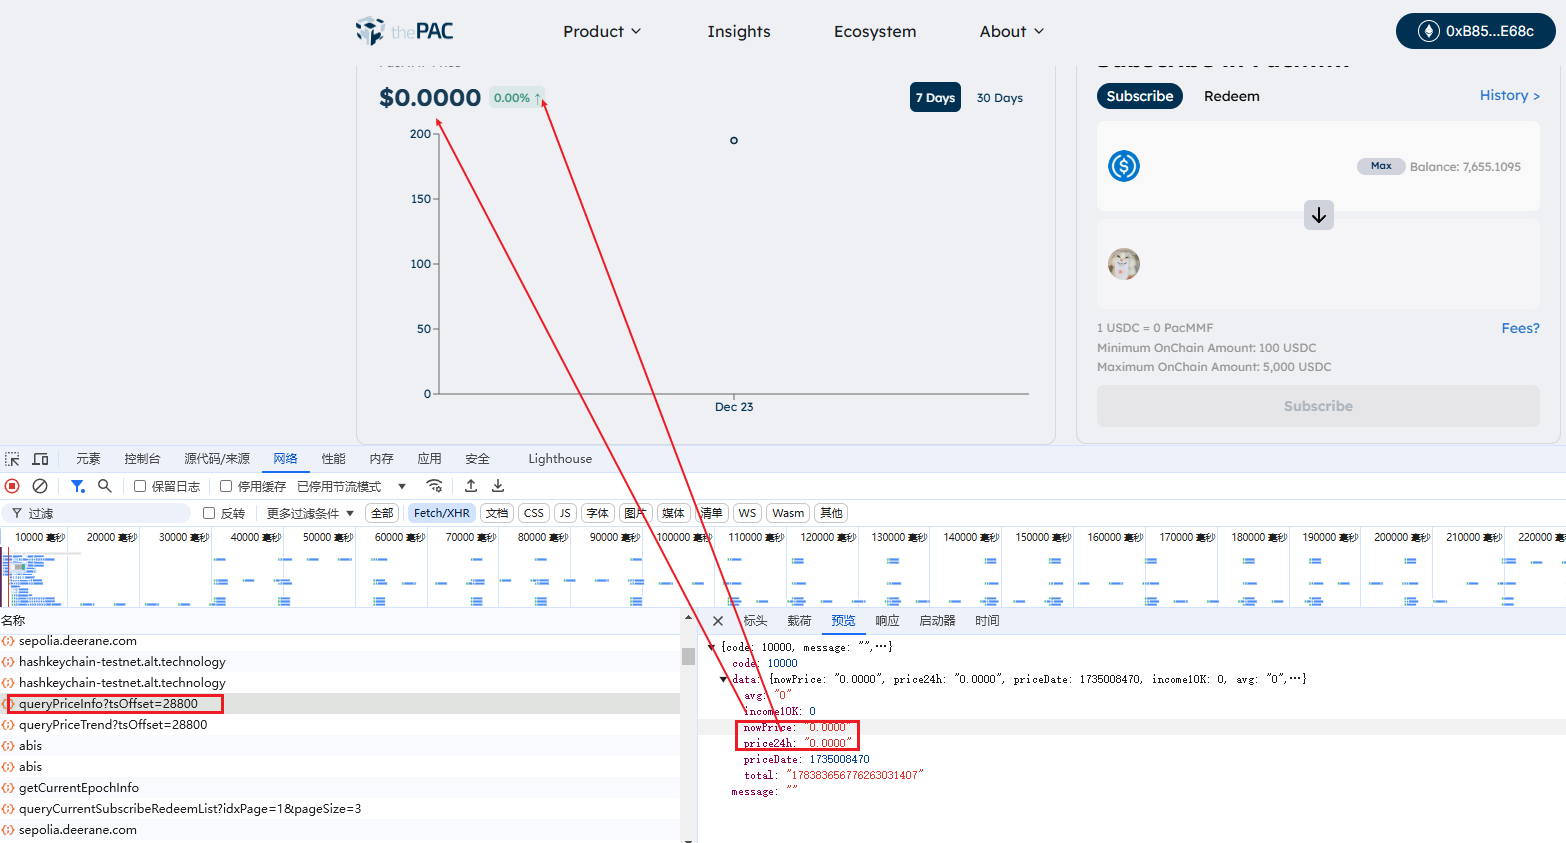 thePAC
Product
Insights
Ecosystem
About
0xB85...E68c
$0.0000
0.00% ↑
7 Days
30 Days
200
150
100
50
0
Dec 23
Subscribe
Redeem
History >
Max
Balance: 7,655.1095
1 USDC = 0 PacMMF
Fees?
Minimum OnChain Amount: 100 USDC
Maximum OnChain Amount: 5,000 USDC
Subscribe
元素 控制台 源代码/来源 网络 性能 内存 应用 安全 Lighthouse
保留日志 停用缓存 已停用节流模式
过滤 反转 更多过滤条件 全部 Fetch/XHR 文档 CSS JS 字体 图片 媒体 清单 WS Wasm 其他
10000 毫秒 20000 毫秒 30000 毫秒 40000 毫秒 50000 毫秒 60000 毫秒 70000 毫秒 80000 毫秒 90000 毫秒 100000 毫秒 110000 毫秒 120000 毫秒 130000 毫秒 140000 毫秒 150000 毫秒 160000 毫秒 170000 毫秒 180000 毫秒 190000 毫秒 200000 毫秒 210000 毫秒 220000 毫
名称
sepolia.deerane.com
hashkeychain-testnet.alt.technology
hashkeychain-testnet.alt.technology
queryPriceInfo?tsOffset=28800
queryPriceTrend?tsOffset=28800
abis
abis
getCurrentEpochInfo
queryCurrentSubscribeRedeemList?idxPage=1&pageSize=3
sepolia.deerane.com
标头 载荷 预览 响应 启动器 时间
{code: 10000, message: "",…}
code: 10000
data: {nowPrice: "0.0000", price24h: "0.0000", priceDate: 1735008470, income10K: 0, avg: "0",…}
avg: "0"
income10K: 0
nowPrice: "0.0000"
price24h: "0.0000"
priceDate: 1735008470
total: "178383656776263031407"
message: ""